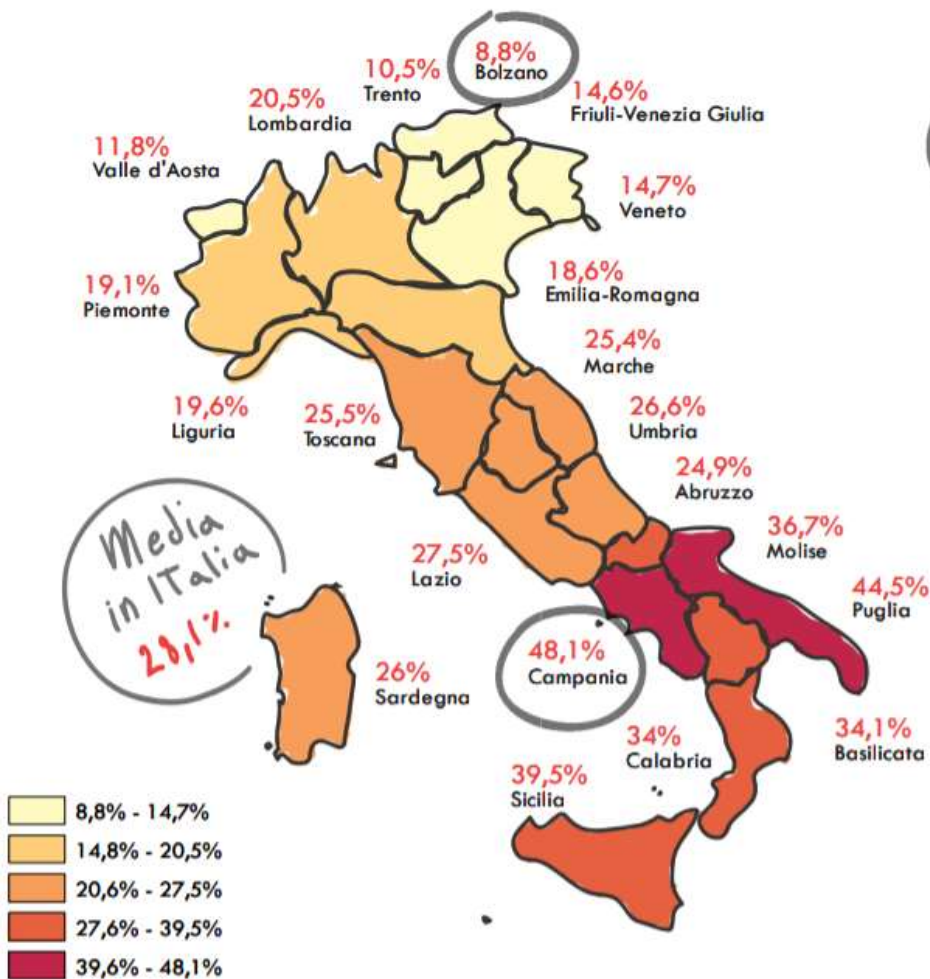 8,8%
Bolzano
10,5%
Trento
14,6%
Friuli-Venezia Giulia
20,5%
Lombardia
11,8%
Valle d'Aosta
14,7%
Veneto
19,1%
Piemonte
18,6%
Emilia-Romagna
25,4%
Marche
19,6%
Liguria
25,5%
Toscana
26,6%
Umbria
24,9%
Abruzzo
36,7%
Molise
27,5%
Lazio
44,5%
Puglia
Media
in ITalia
28,1%
48,1%
Campania
26%
Sardegna
34%
Calabria
34,1%
Basilicata
39,5%
Sicilia
8,8% - 14,7%
14,8% - 20,5%
20,6% - 27,5%
27,6% - 39,5%
39,6% - 48,1%